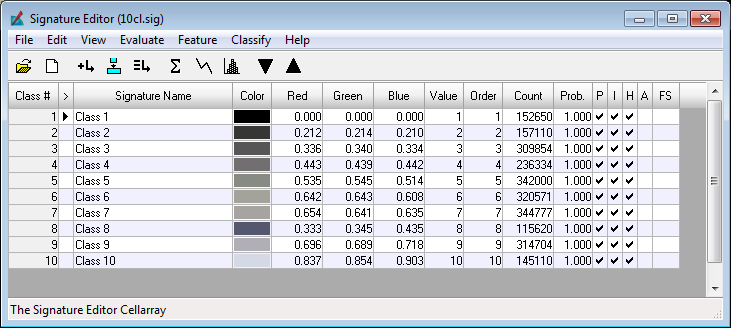 Signature Editor (10cl.sig)
File Edit View Evaluate Feature Classify Help
Class # > Signature Name Color Red Green Blue Value Order Count Prob. P I H A FS
1 Class 1 0.000 0.000 0.000 1 1 152650 1.000
2 Class 2 0.212 0.214 0.210 2 2 157110 1.000
3 Class 3 0.336 0.340 0.334 3 3 309854 1.000
4 Class 4 0.443 0.439 0.442 4 4 236334 1.000
5 Class 5 0.535 0.545 0.514 5 5 342000 1.000
6 Class 6 0.642 0.643 0.608 6 6 320571 1.000
7 Class 7 0.654 0.641 0.635 7 7 344777 1.000
8 Class 8 0.333 0.345 0.435 8 8 115620 1.000
9 Class 9 0.696 0.689 0.718 9 9 314704 1.000
10 Class 10 0.837 0.854 0.903 10 10 145110 1.000
The Signature Editor Cellarray